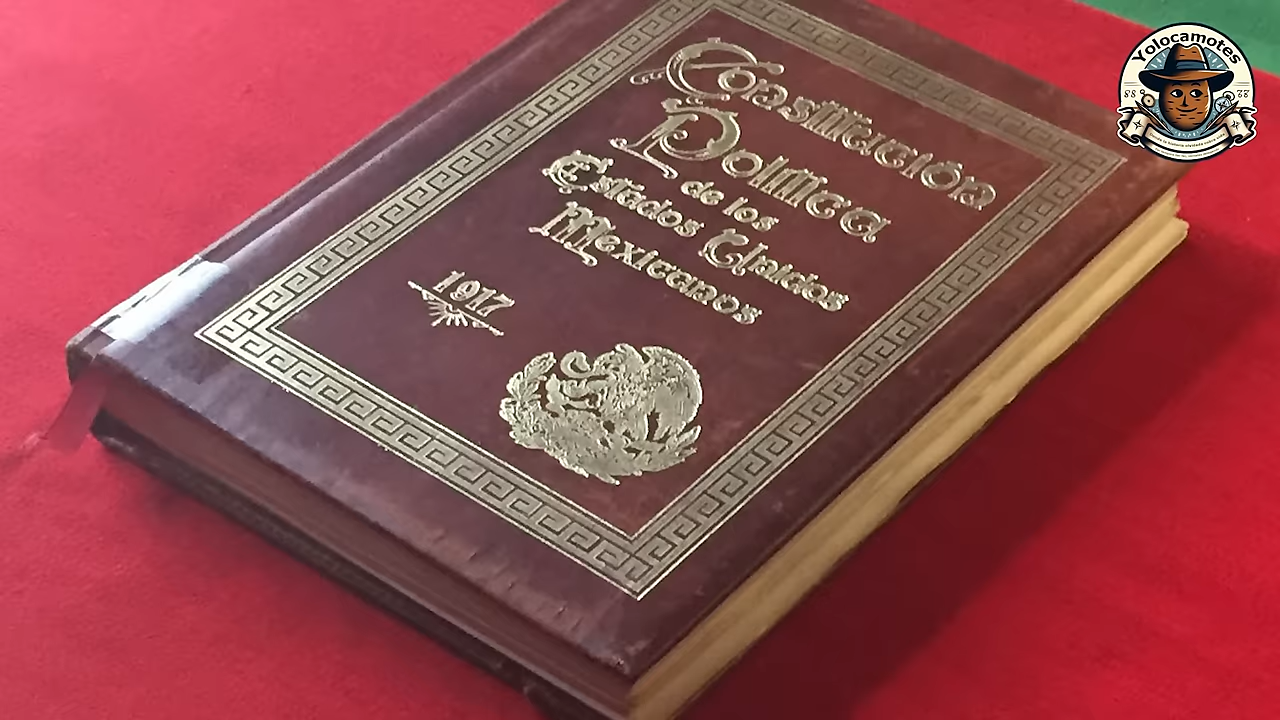 Constitución
Política
de los
Estados Unidos
Mexicanos
1917
Yolocamotes